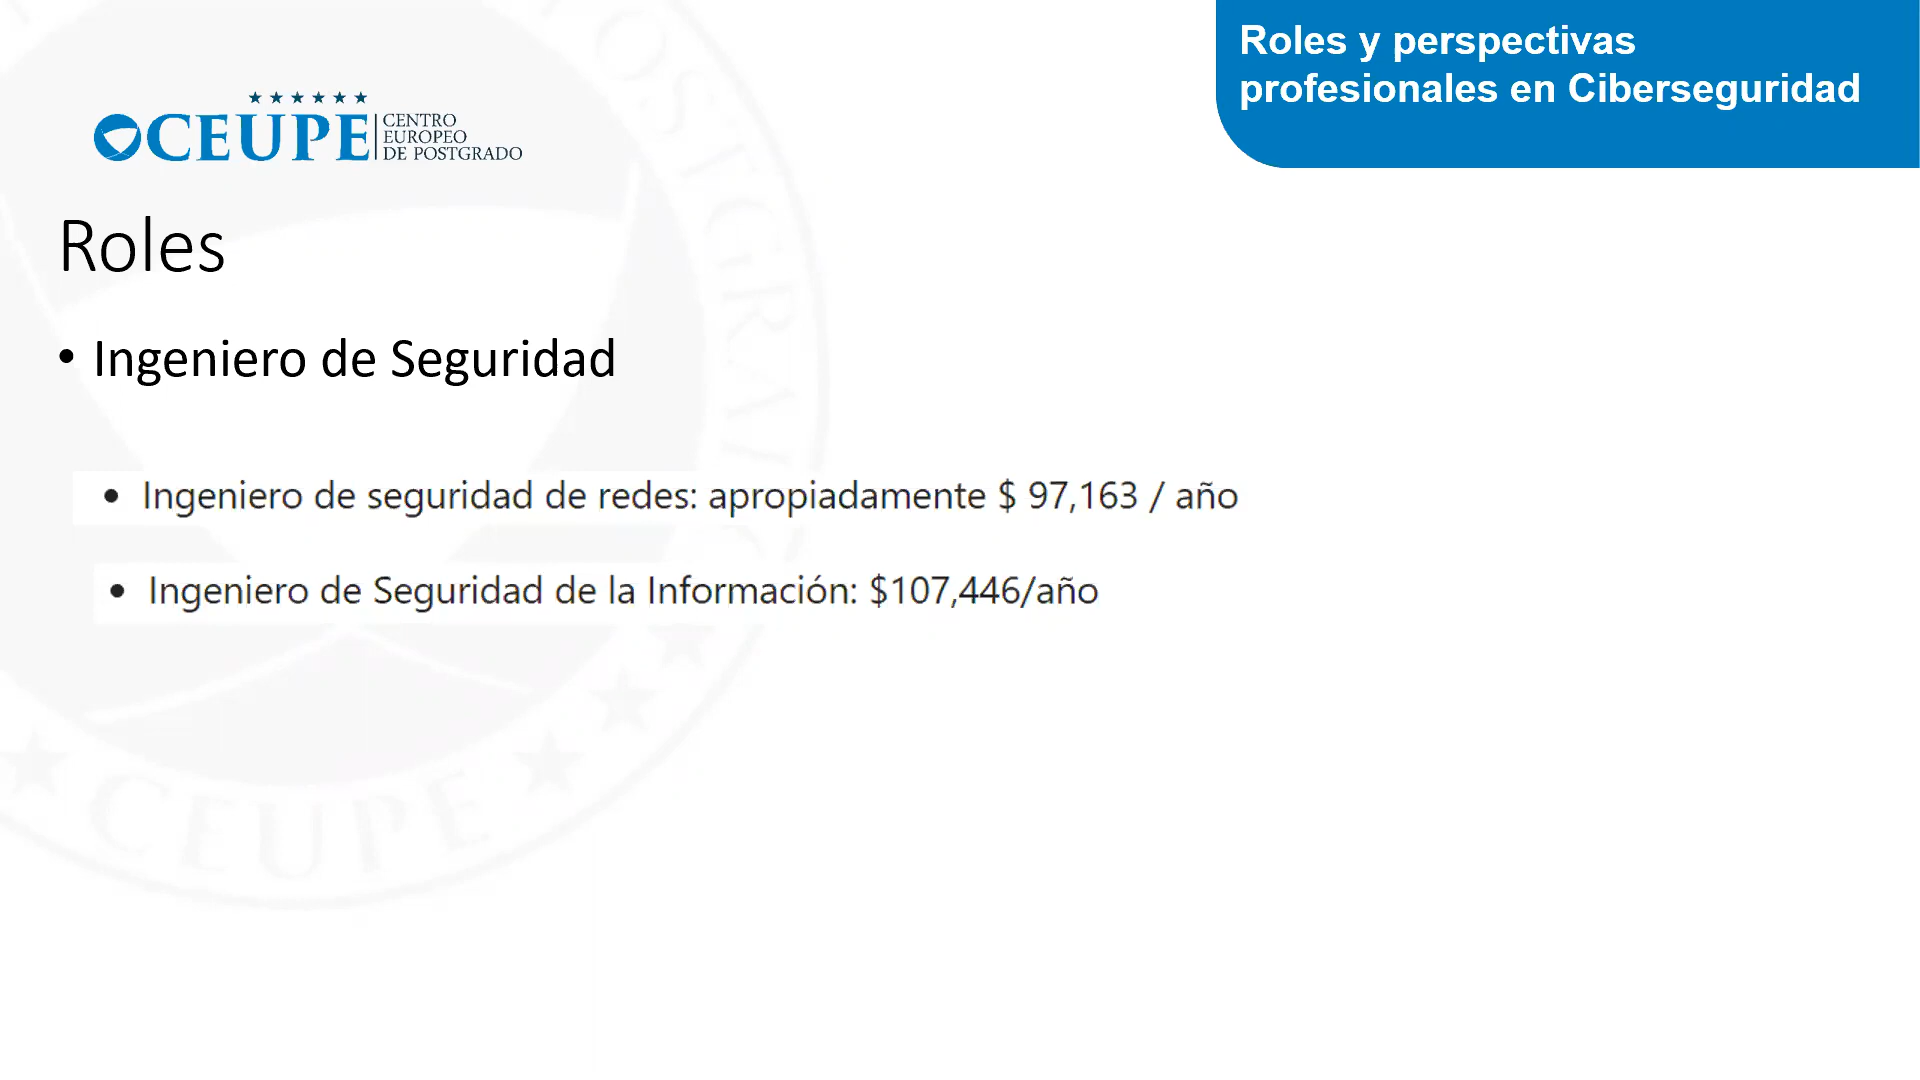 Roles y perspectivas
profesionales en Ciberseguridad
CEUPE
CENTRO
EUROPEO
DE POSTGRADO
Roles
• Ingeniero de Seguridad
• Ingeniero de seguridad de redes: apropiadamente $ 97,163 / año
• Ingeniero de Seguridad de la Información: $107,446/año
CEUPE